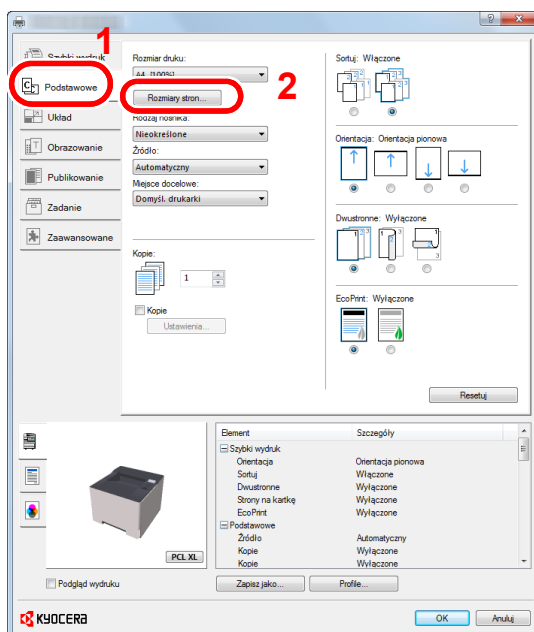 1
Szybki wydruk
Podstawowe
Układ
Obrazowanie
Publikowanie
Zadanie
Zaawansowane
Rozmiar druku:
A4 [100%]
Rozmiary stron...
2
Rodzaj nośnika:
Nieokreślone
Źródło:
Automatyczny
Miejsce docelowe:
Domyśl. drukarki
Kopie:
1
Kopie
Ustawienia...
Sortuj: Włączone
Orientacja: Orientacja pionowa
Dwustronne: Wyłączone
EcoPrint: Wyłączone
Resetuj
PCL XL
Podgląd wydruku
Element Szczegóły
Szybki wydruk
Orientacja Orientacja pionowa
Sortuj Włączone
Dwustronne Wyłączone
Strony na kartkę Wyłączone
EcoPrint Wyłączone
Podstawowe
Źródło Automatyczny
Kopie Wyłączone
Kopie Wyłączone
Zapisz jako... Profile...
KYOCERA
OK Anuluj